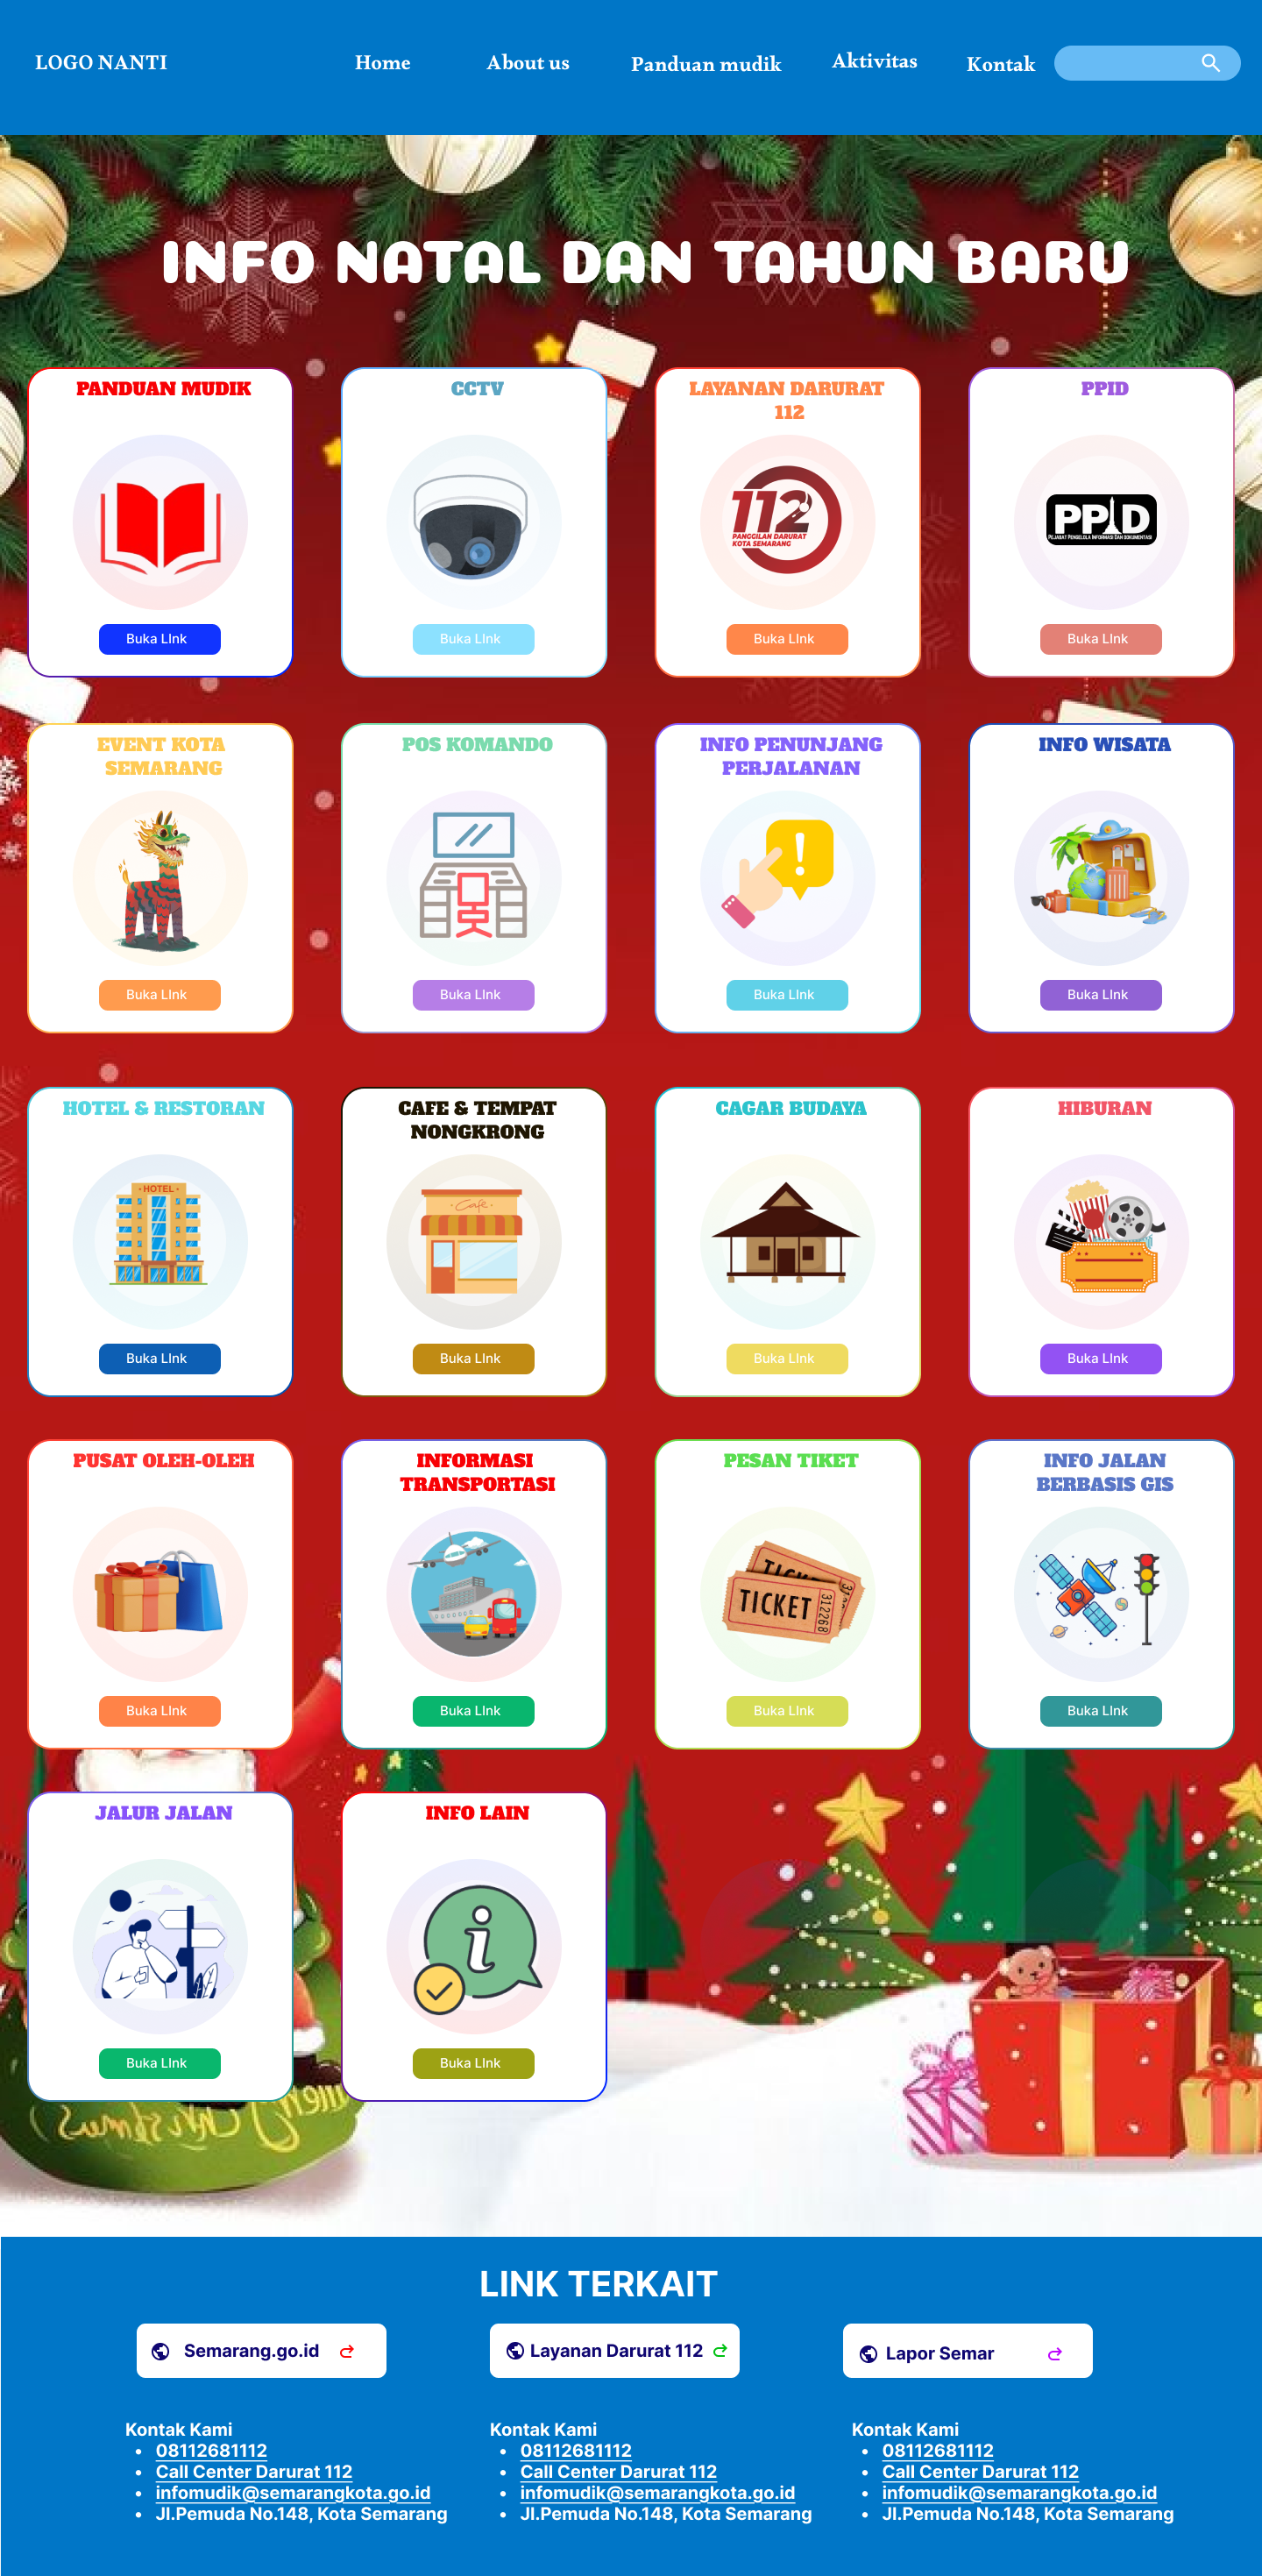 LOGO NANTI
Home
About us
Panduan mudik
Aktivitas
Kontak
INFO NATAL DAN TAHUN BARU
PANDUAN MUDIK
Buka LInk
CCTV
Buka LInk
LAYANAN DARURAT
112
112
PANGGILAN DARURAT
KOTA SEMARANG
Buka LInk
PPID
PPID
PEJABAT PENGELOLA INFORMASI DAN DOKUMENTASI
Buka LInk
EVENT KOTA
SEMARANG
Buka LInk
POS KOMANDO
Buka LInk
INFO PENUNJANG
PERJALANAN
Buka LInk
INFO WISATA
Buka LInk
HOTEL & RESTORAN
HOTEL
Buka LInk
CAFE & TEMPAT
NONGKRONG
Cafe
Buka LInk
CAGAR BUDAYA
Buka LInk
HIBURAN
Buka LInk
PUSAT OLEH-OLEH
Buka LInk
INFORMASI
TRANSPORTASI
Buka LInk
PESAN TIKET
TICKET
312268
Buka LInk
INFO JALAN
BERBASIS GIS
Buka LInk
JALUR JALAN
Buka LInk
INFO LAIN
i
Buka LInk
Christmas
LINK TERKAIT
Semarang.go.id
Layanan Darurat 112
Lapor Semar
Kontak Kami
• 08112681112
• Call Center Darurat 112
• infomudik@semarangkota.go.id
• Jl.Pemuda No.148, Kota Semarang
Kontak Kami
• 08112681112
• Call Center Darurat 112
• infomudik@semarangkota.go.id
• Jl.Pemuda No.148, Kota Semarang
Kontak Kami
• 08112681112
• Call Center Darurat 112
• infomudik@semarangkota.go.id
• Jl.Pemuda No.148, Kota Semarang